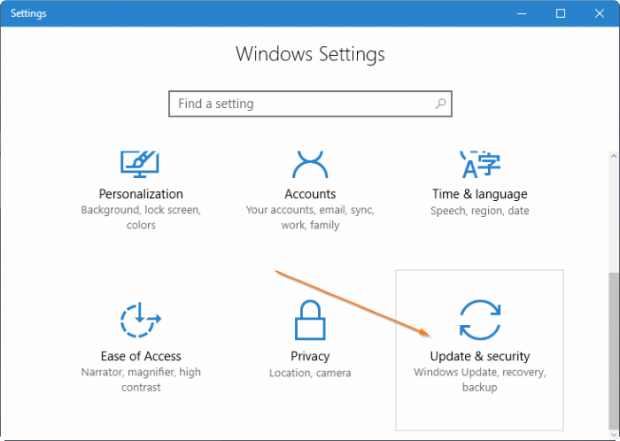 Settings
Windows Settings
Find a setting
字
A
Personalization
Background, lock screen,
colors
Accounts
Your accounts, email, sync,
work, family
Time & language
Speech, region, date
Ease of Access
Narrator, magnifier, high
contrast
Privacy
Location, camera
Update & security
Windows Update, recovery,
backup